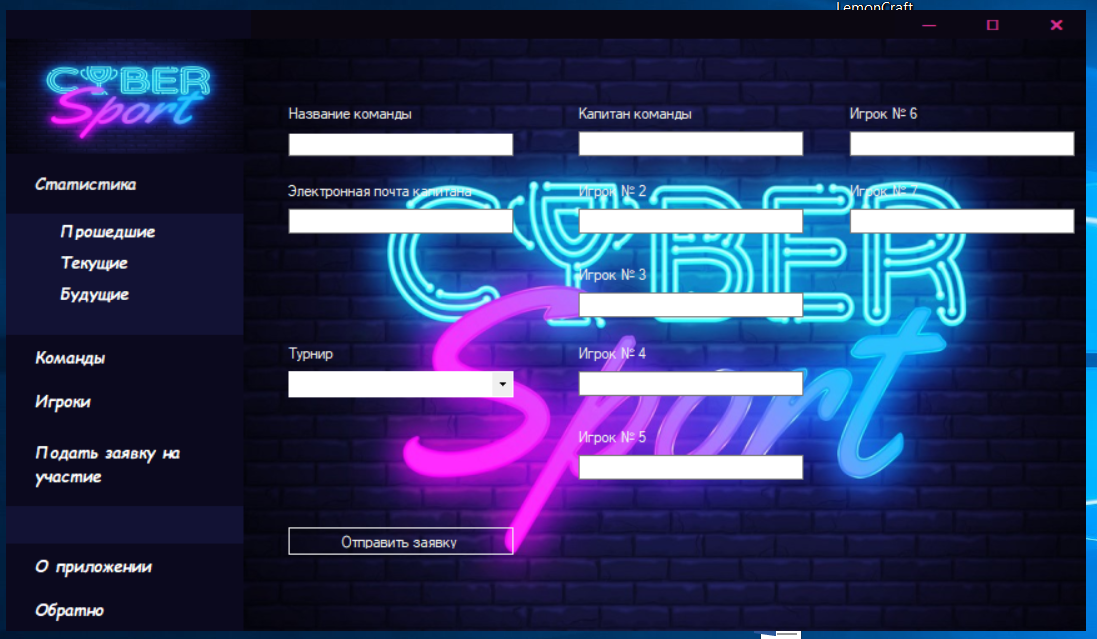 LemonCraft
CYBER
Sport
Статистика
Прошедшие
Текущие
Будущие
Команды
Игроки
Подать заявку на
участие
О приложении
Обратно
Название команды
Электронная почта капитана
Турнир
Отправить заявку
Капитан команды
Игрок № 2
Игрок № 3
Игрок № 4
Игрок № 5
Игрок № 6
Игрок № 7
CYBER
Sport